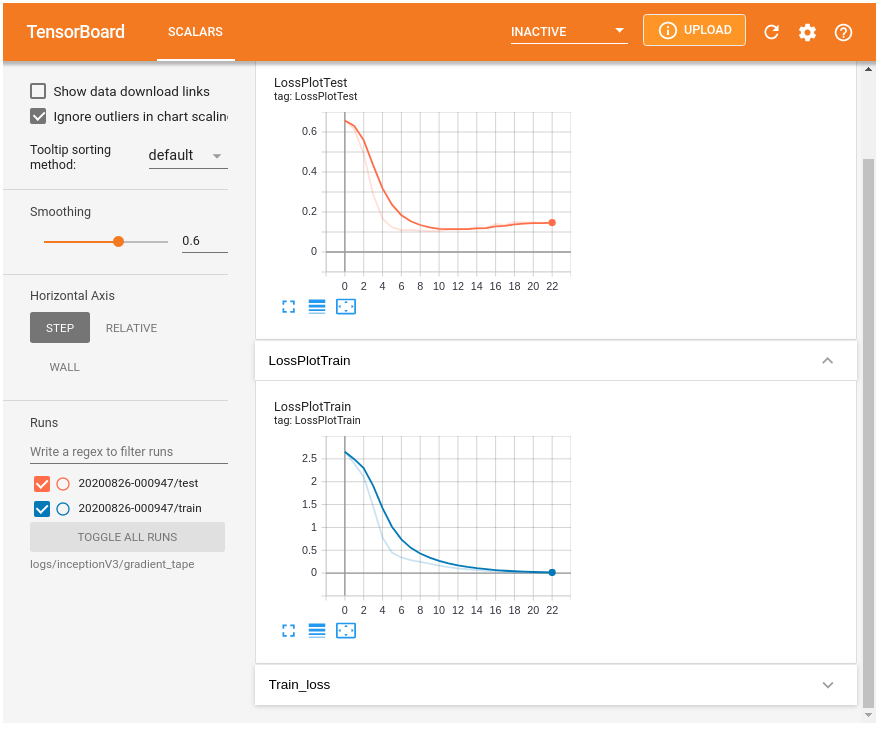 TensorBoard
SCALARS
INACTIVE
UPLOAD
Show data download links
Ignore outliers in chart scalin
Tooltip sorting
method:
default
Smoothing
0.6
Horizontal Axis
STEP
RELATIVE
WALL
Runs
Write a regex to filter runs
20200826-000947/test
20200826-000947/train
TOGGLE ALL RUNS
logs/inceptionV3/gradient_tape
LossPlotTest
tag: LossPlotTest
0.6
0.4
0.2
0
0 2 4 6 8 10 12 14 16 18 20 22
LossPlotTrain
LossPlotTrain
tag: LossPlotTrain
2.5
2
1.5
1
0.5
0
0 2 4 6 8 10 12 14 16 18 20 22
Train_loss